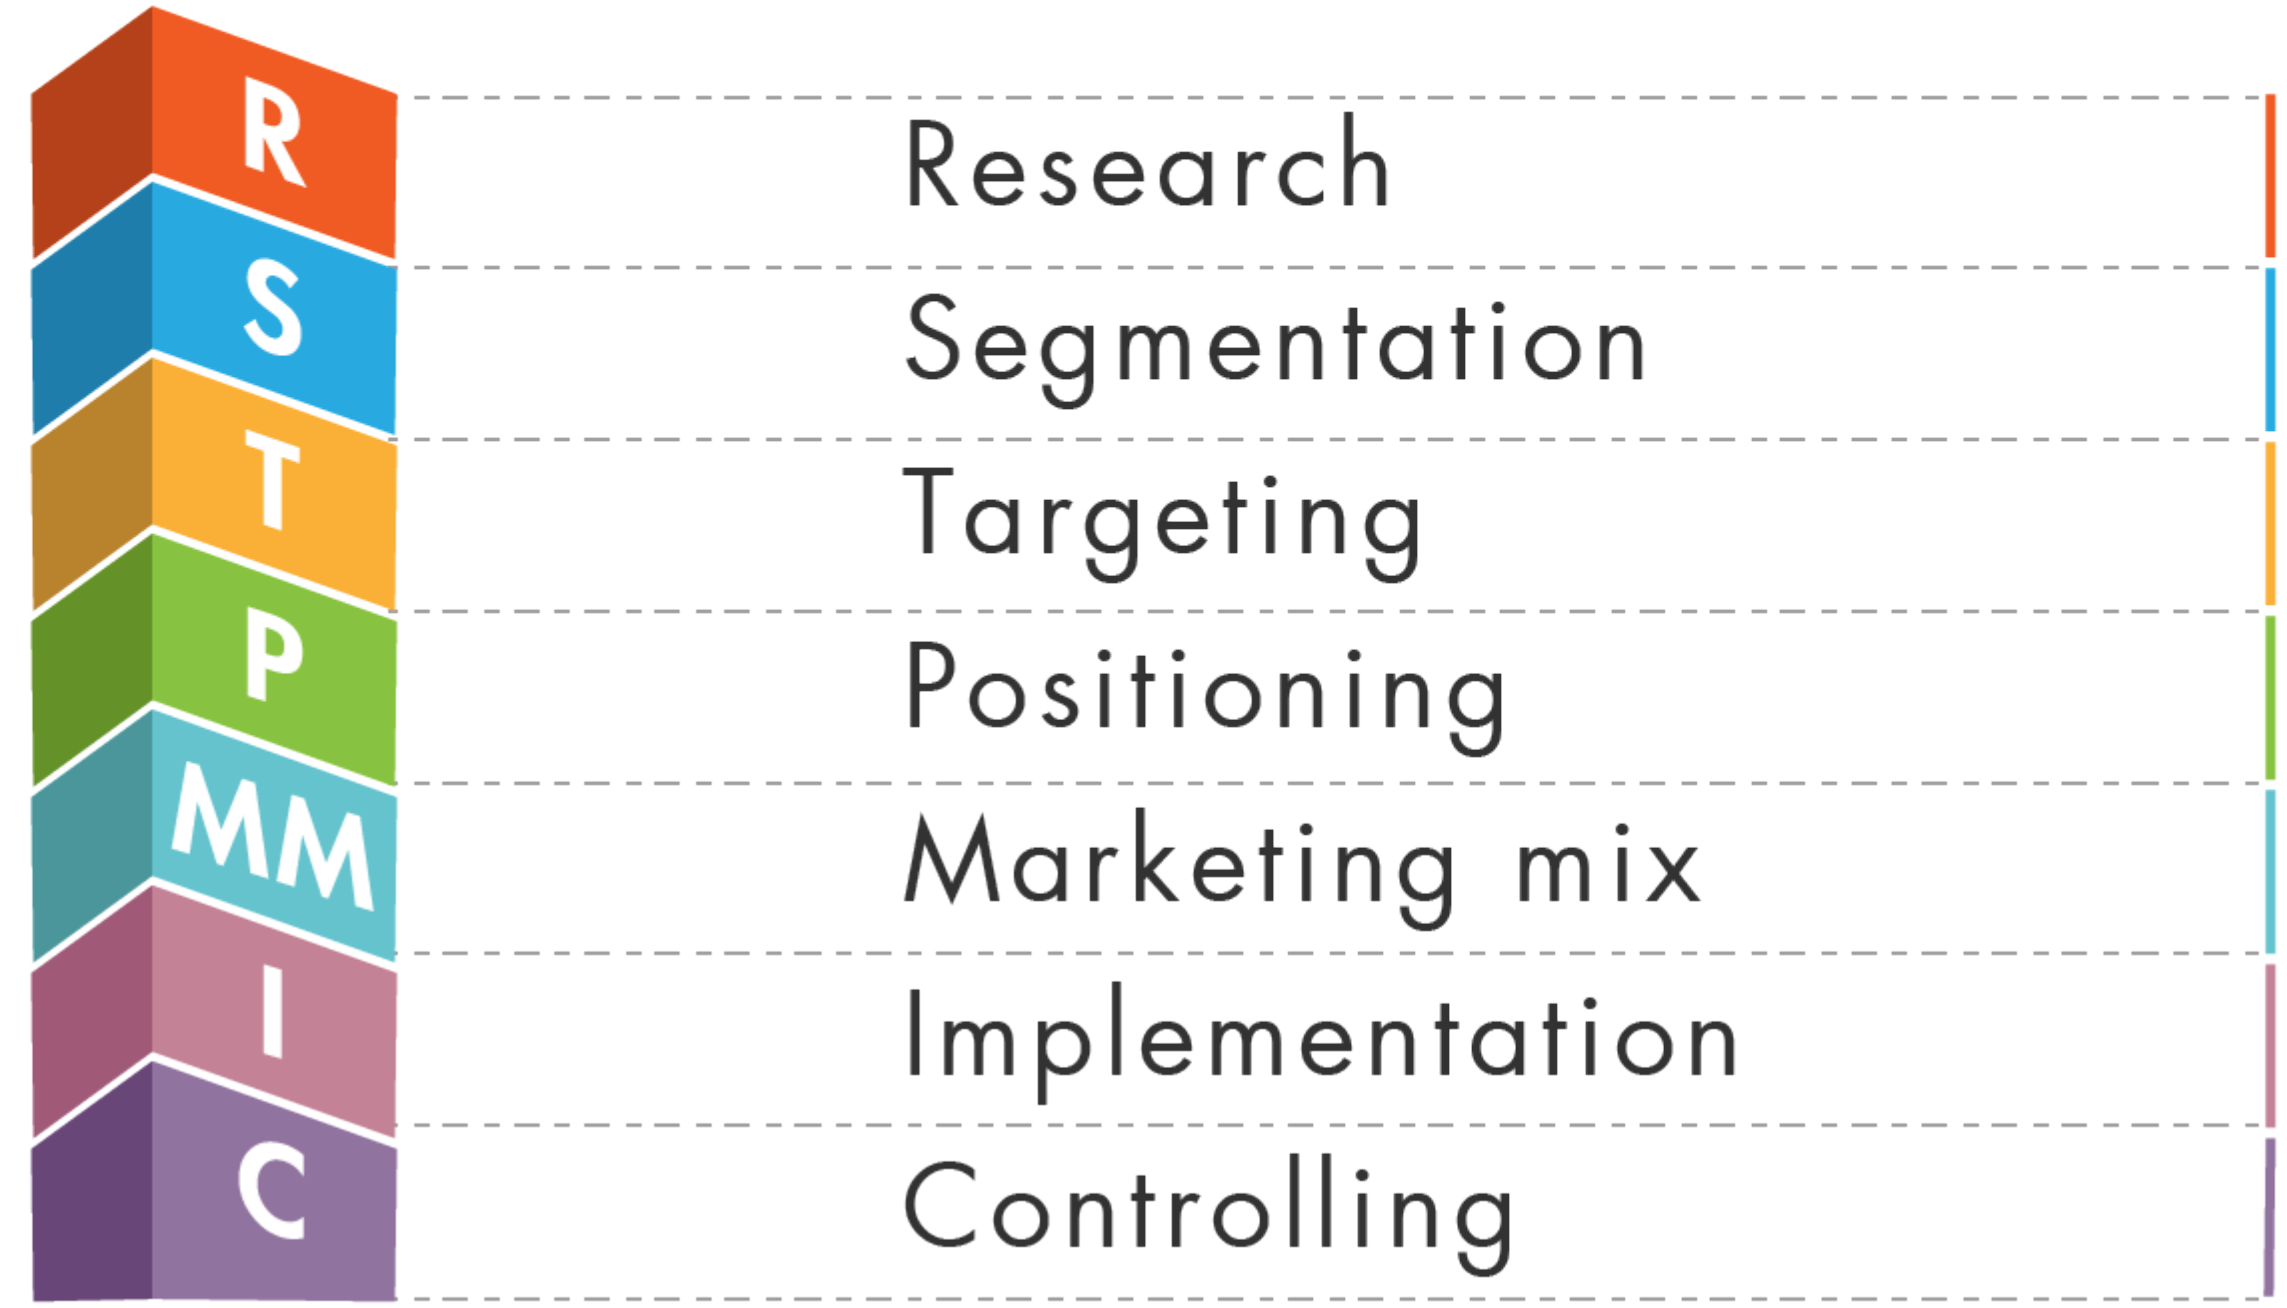 R
Research
S
Segmentation
T
Targeting
P
Positioning
MM
Marketing mix
I
Implementation
C
Controlling